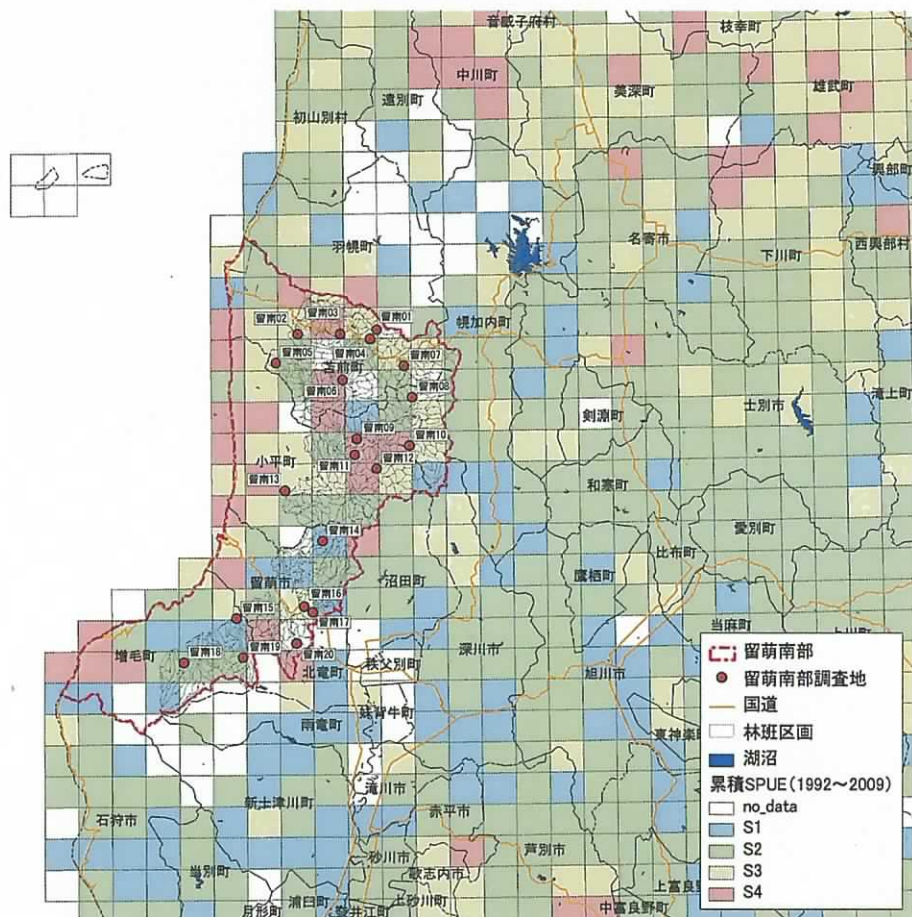 音威子府村
枝幸町
中川町
美深町
雄武町
遠別町
初山別村
興部町
羽幌町
名寄市
下川町
西興部村
留南02
留南03
留南01
幌加内町
留南05
留南04
苫前町
留南07
留南06
留南08
剣淵町
士別市
滝上町
留南09
留南10
小平町
留南11
留南12
留南13
和寒町
愛別町
留南14
比布町
留萌市
沼田町
鷹栖町
留南16
留南15
留南17
当麻町
上川町
増毛町
留南18
留南19
留南20
秩父別町
深川市
旭川市
北竜町
雨竜町
妹背牛町
東神楽町
滝川市
新十津川町
赤平市
石狩市
砂川市
芦別市
当別町
歌志内市
上富良野町
月形町
浦臼町
上砂川町
中富良野町
留萌南部
留萌南部調査地
国道
林班区画
湖沼
累積SPUE(1992~2009)
no_data
S1
S2
S3
S4